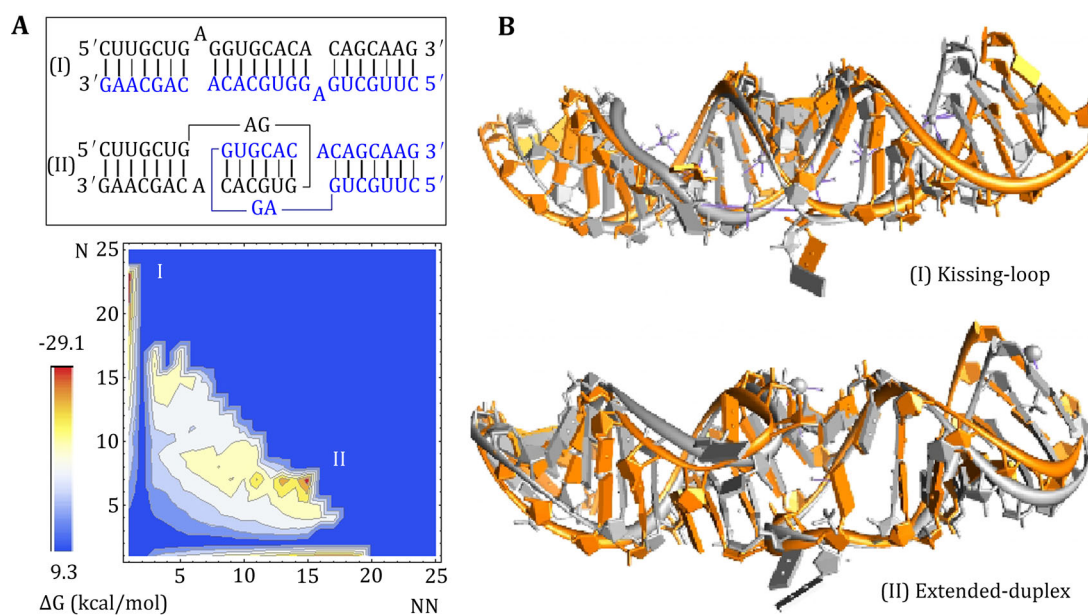 A
A
5′CUUGCUG GGUGCACA CAGCAAG 3′
(I)
3′GAACGAC ACACGUGG GUCGUUC 5′
A
AG
5′CUUGCUG GUGCAC ACAGCAAG 3′
(II)
3′GAACGAC A CACGUG GUCGUUC 5′
GA
N
25
20
15
10
5
I
II
-29.1
9.3
5 10 15 20 25
ΔG (kcal/mol)
NN
B
(I) Kissing-loop
(II) Extended-duplex